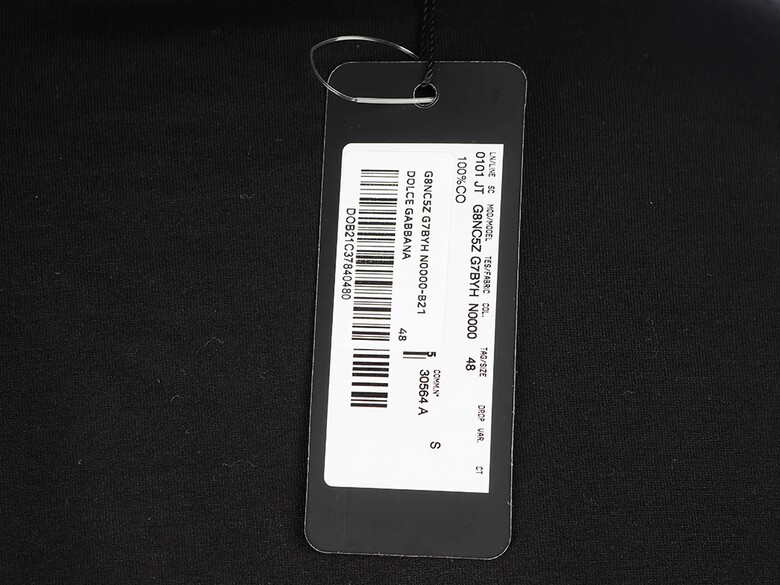 LN/LINE SC MOD/MODEL TES/FABRIC COL. TAG/SIZE DROP VAR. CT
0101 JT G8NC5Z G7BYH N0000 48
100%CO
COMM.N°
5 30564 A S
G8NC5Z G7BYH N0000-B21
DOLCE GABBANA 48
DOB21C37840480